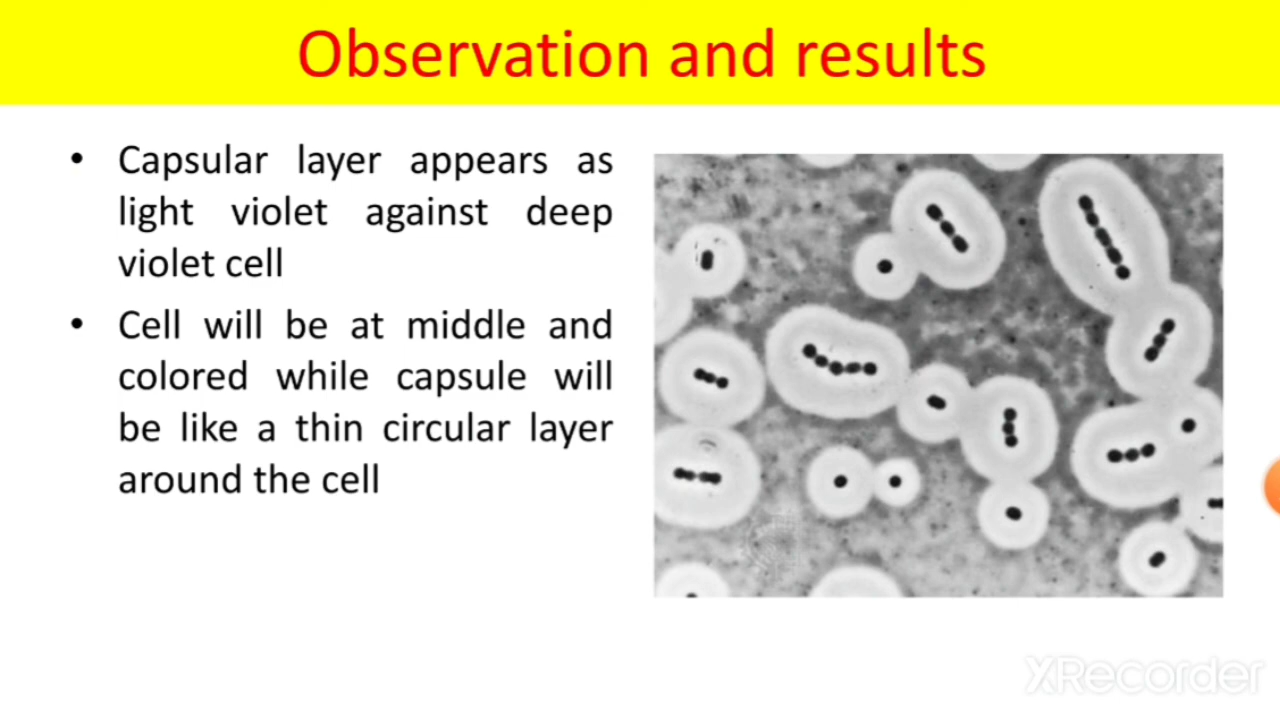 Observation and results
• Capsular layer appears as
light violet against deep
violet cell
• Cell will be at middle and
colored while capsule will
be like a thin circular layer
around the cell
XRecorder